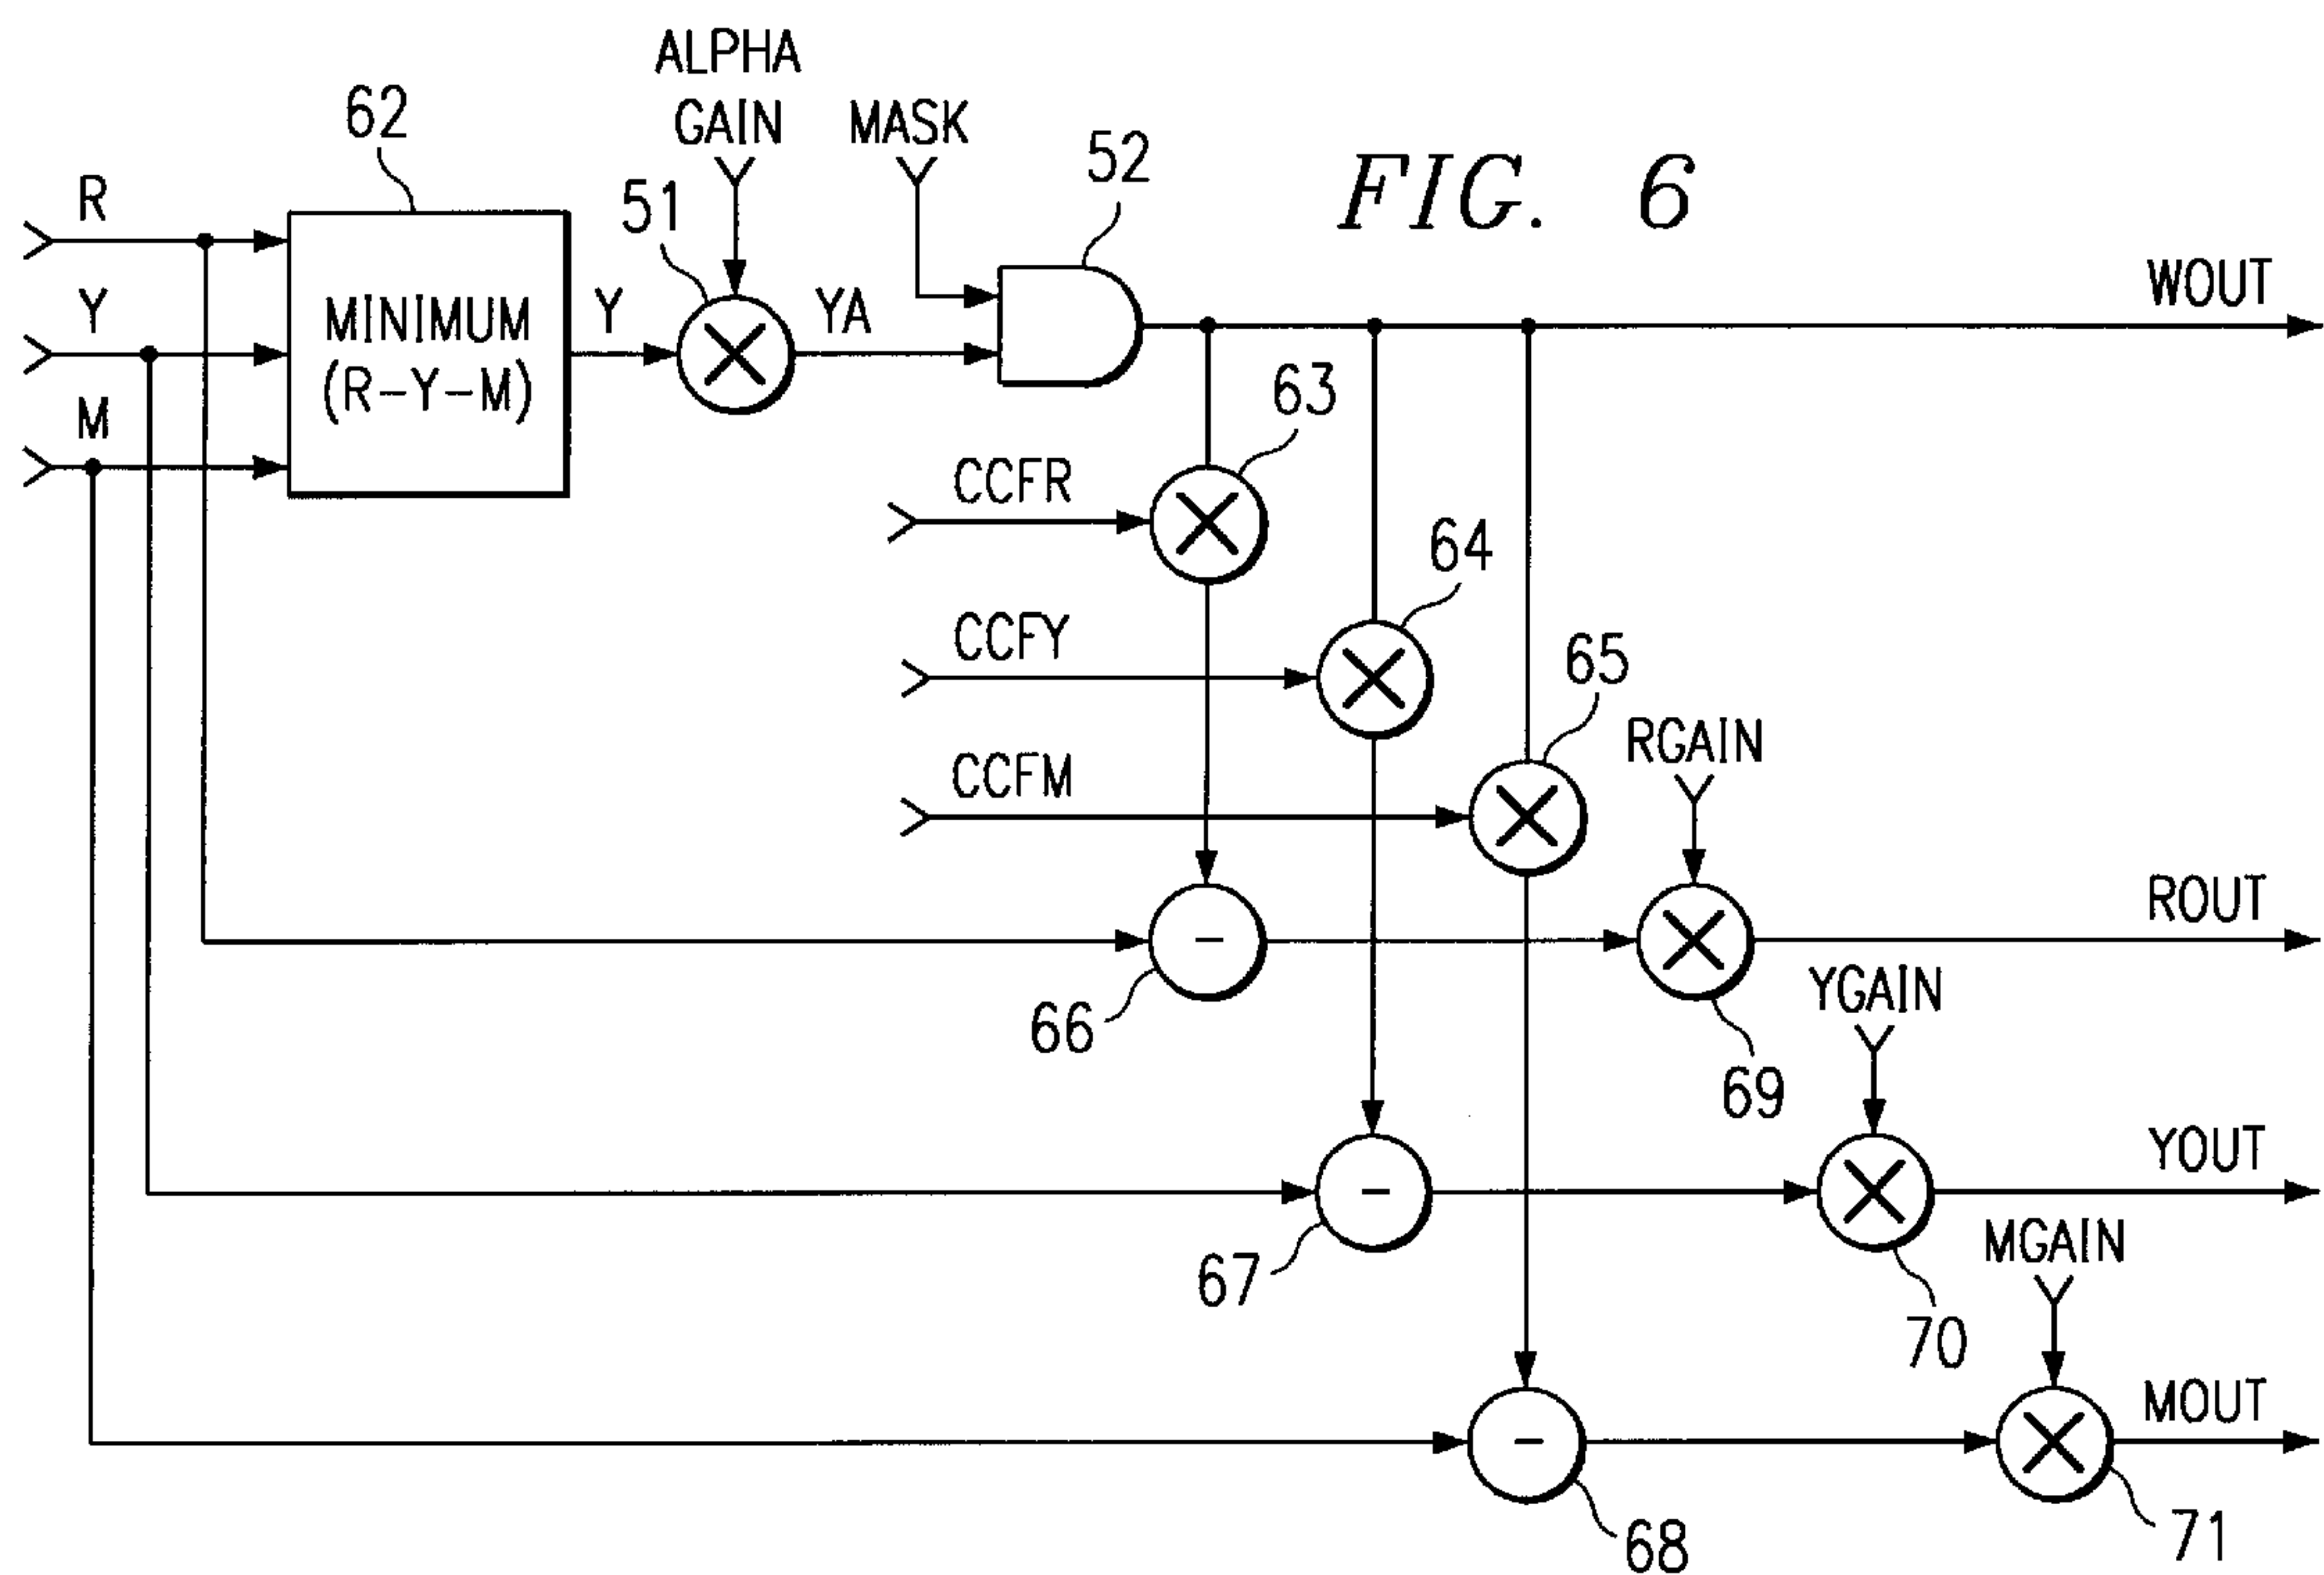 ALPHA
GAIN
MASK
62
52
FIG. 6
R
51
Y
MINIMUM
(R-Y-M)
Y
YA
WOUT
M
63
CCFR
64
CCFY
65
RGAIN
CCFM
ROUT
YGAIN
66
69
YOUT
MGAIN
67
70
MOUT
68
71